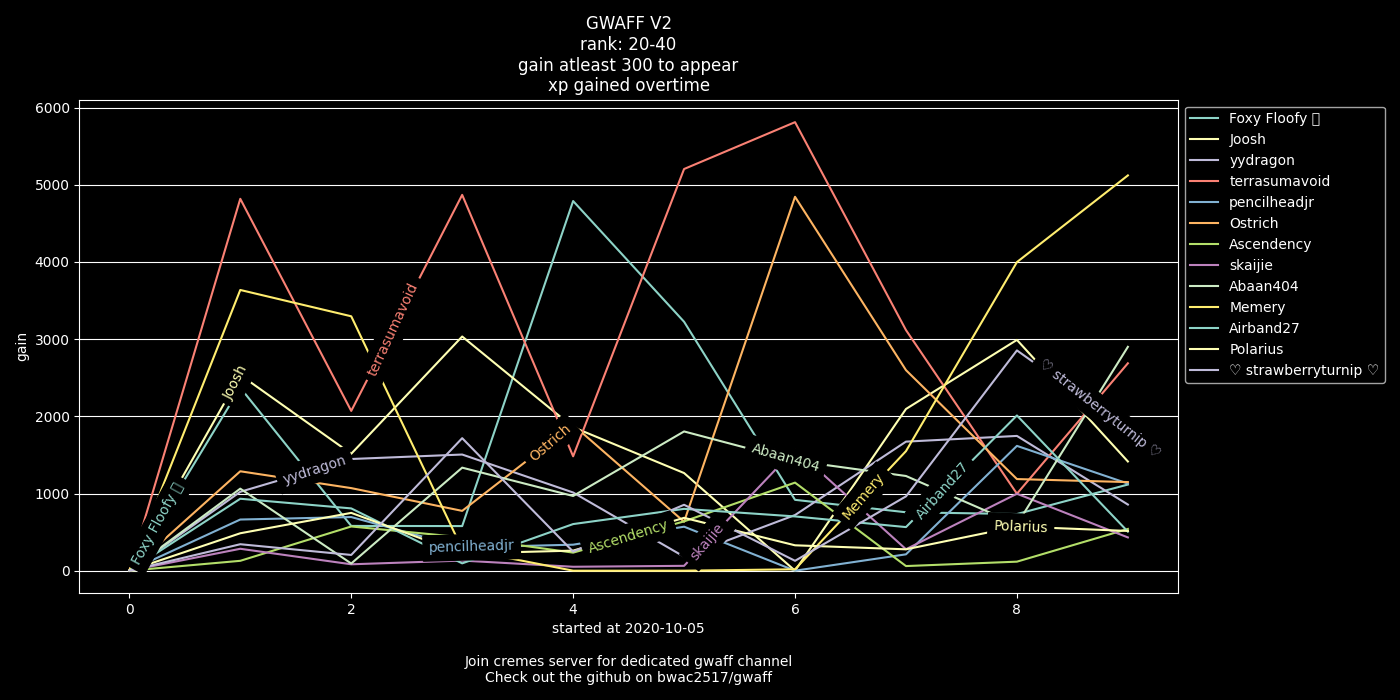 GWAFF V2
rank: 20-40
gain atleast 300 to appear
xp gained overtime
6000
5000
4000
3000
2000
1000
0
gain
0 2 4 6 8
started at 2020-10-05
Foxy Floofy
Joosh
yydragon
terrasumavoid
pencilheadjr
Ostrich
Ascendency
skaijie
Abaan404
Memery
Airband27
Polarius
♡ strawberryturnip ♡
Foxy Floofy
Joosh
yydragon
terrasumavoid
pencilheadjr
Ostrich
Ascendency
skaijie
Abaan404
Memery
Airband27
Polarius
♡ strawberryturnip ♡
Join cremes server for dedicated gwaff channel
Check out the github on bwac2517/gwaff